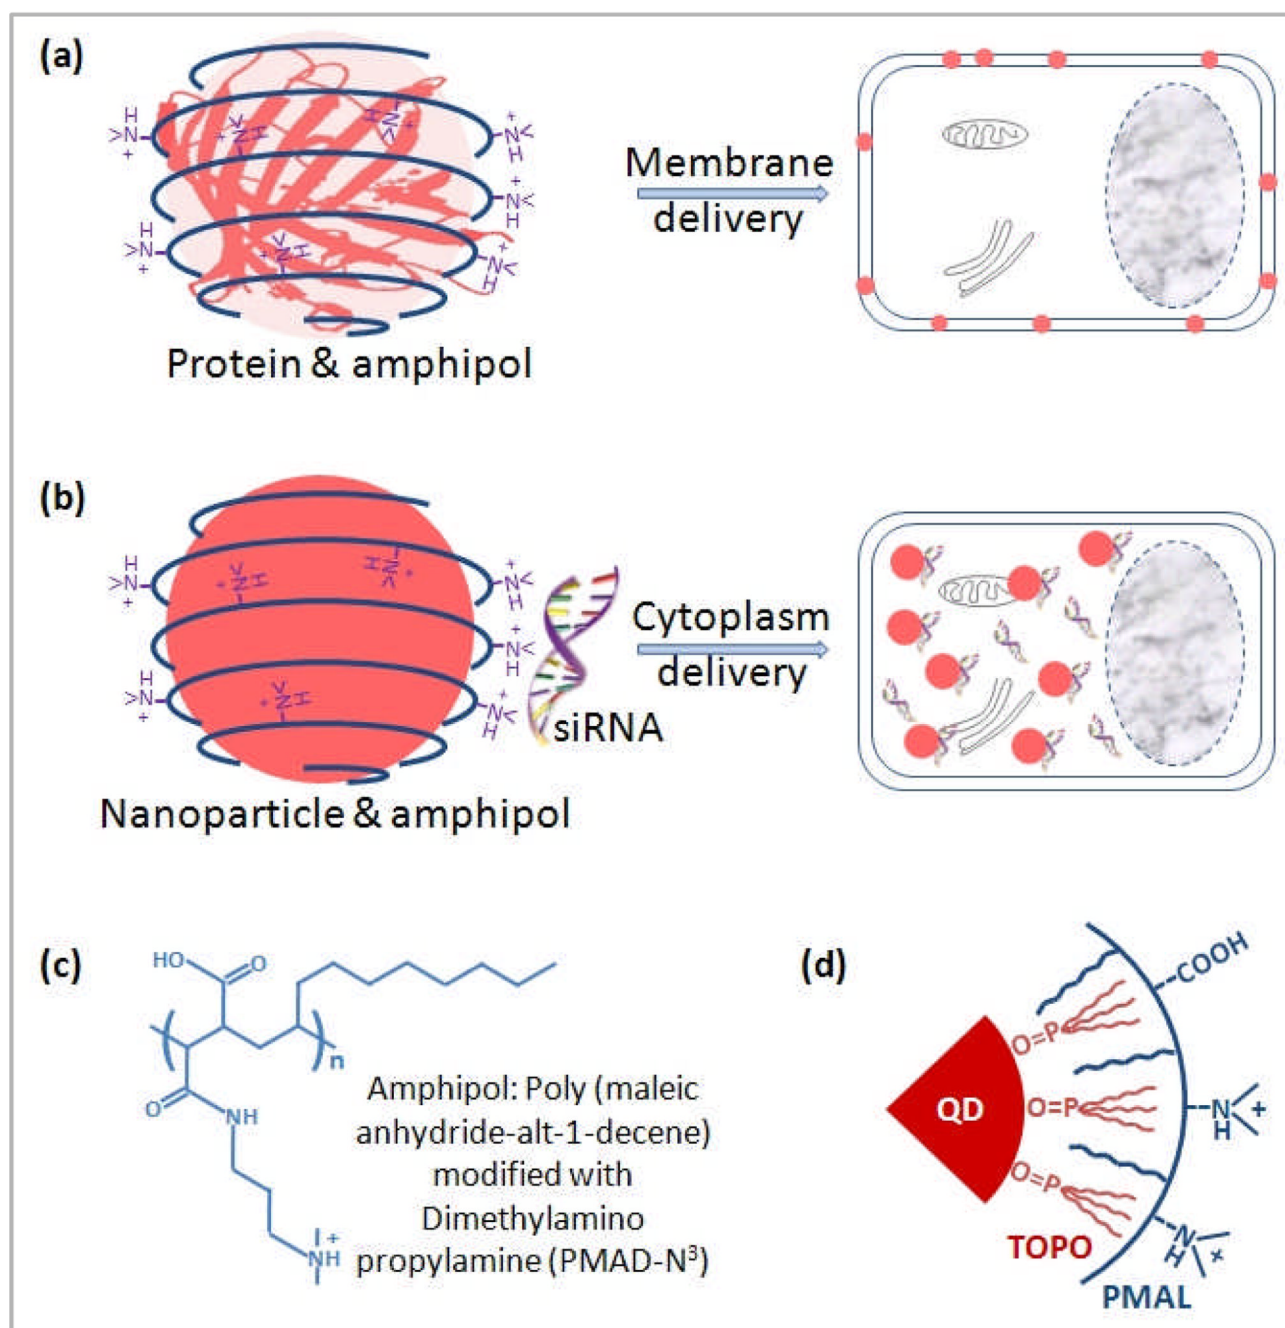 (a)
H
>N
+
+
N
H
H
N
+
+
N
H
+
N
H
H
>N
+
+
N
H
+
N
H
Membrane
delivery
Protein & amphipol
(b)
H
>N
+
+
N
H
H
N
+
+
N
H
+
N
H
H
>N
+
+
N
H
+
N
H
siRNA
Cytoplasm
delivery
Nanoparticle & amphipol
(c)
HO
O
n
O
NH
+
NH
Amphipol: Poly (maleic
anhydride-alt-1-decene)
modified with
Dimethylamino
propylamine (PMAD-N³)
(d)
COOH
O=P
QD
O=P
N
H
+
O=P
N
H
+
TOPO
PMAL